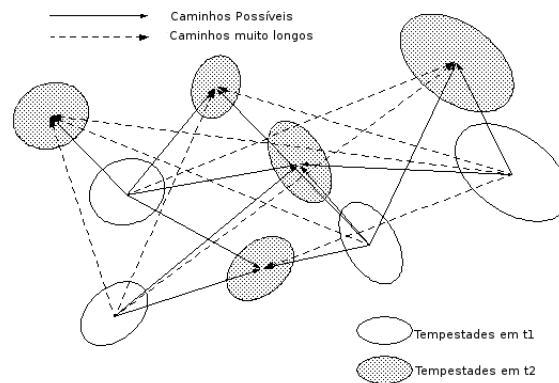 Caminhos Possíveis
Caminhos muito longos
Tempestades em t1
Tempestades em t2